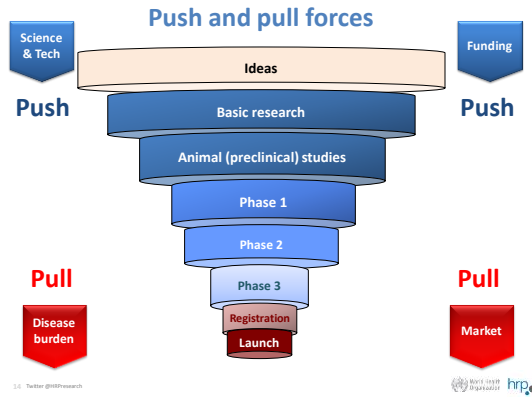 Push and pull forces
Science
& Tech
Funding
Ideas
Push
Push
Basic research
Animal (preclinical) studies
Phase 1
Phase 2
Phase 3
Pull
Pull
Disease
burden
Registration
Market
Launch
14 Twitter @HRPresearch
World Health
Organization
hrp